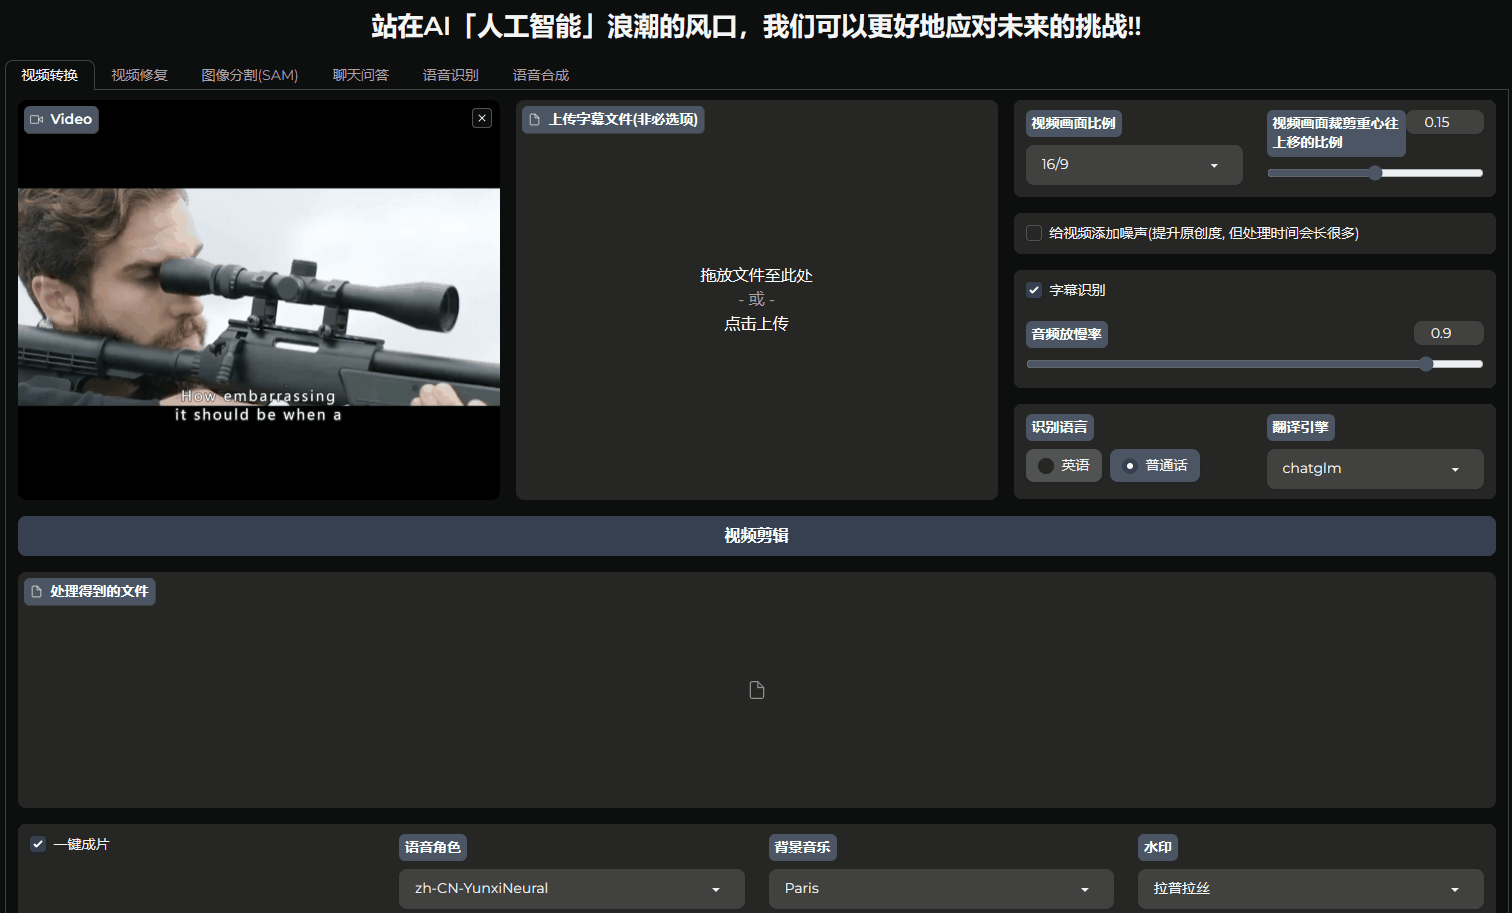 站在AI「人工智能」浪潮的风口，我们可以更好地应对未来的挑战!!
视频转换
视频修复
图像分割(SAM)
聊天问答
语音识别
语音合成
Video
How embarrassing
it should be when a
上传字幕文件(非必选项)
拖放文件至此处
- 或 -
点击上传
视频画面比例
16/9
视频画面裁剪重心往
上移的比例
0.15
给视频添加噪声(提升原创度, 但处理时间会长很多)
字幕识别
音频放慢率
0.9
识别语言
英语
普通话
翻译引擎
chatglm
视频剪辑
处理得到的文件
一键成片
语音角色
zh-CN-YunxiNeural
背景音乐
Paris
水印
拉普拉丝